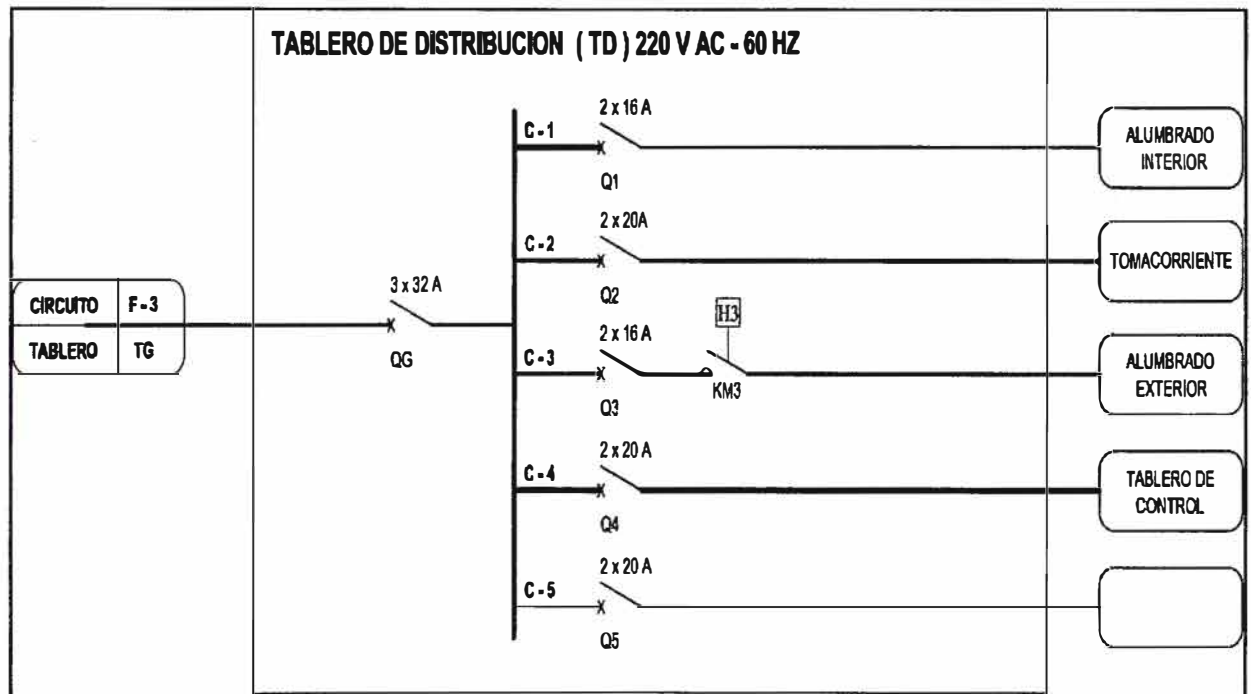 TABLERO DE DISTRIBUCION ( TD ) 220 V AC - 60 HZ
C - 1
2 x 16 A
Q1
ALUMBRADO
INTERIOR
C - 2
2 x 20A
Q2
TOMACORRIENTE
CIRCUITO F - 3
TABLERO TG
3 x 32 A
QG
C - 3
2 x 16 A
Q3
H3
KM3
ALUMBRADO
EXTERIOR
C - 4
2 x 20 A
Q4
TABLERO DE
CONTROL
C - 5
2 x 20 A
Q5